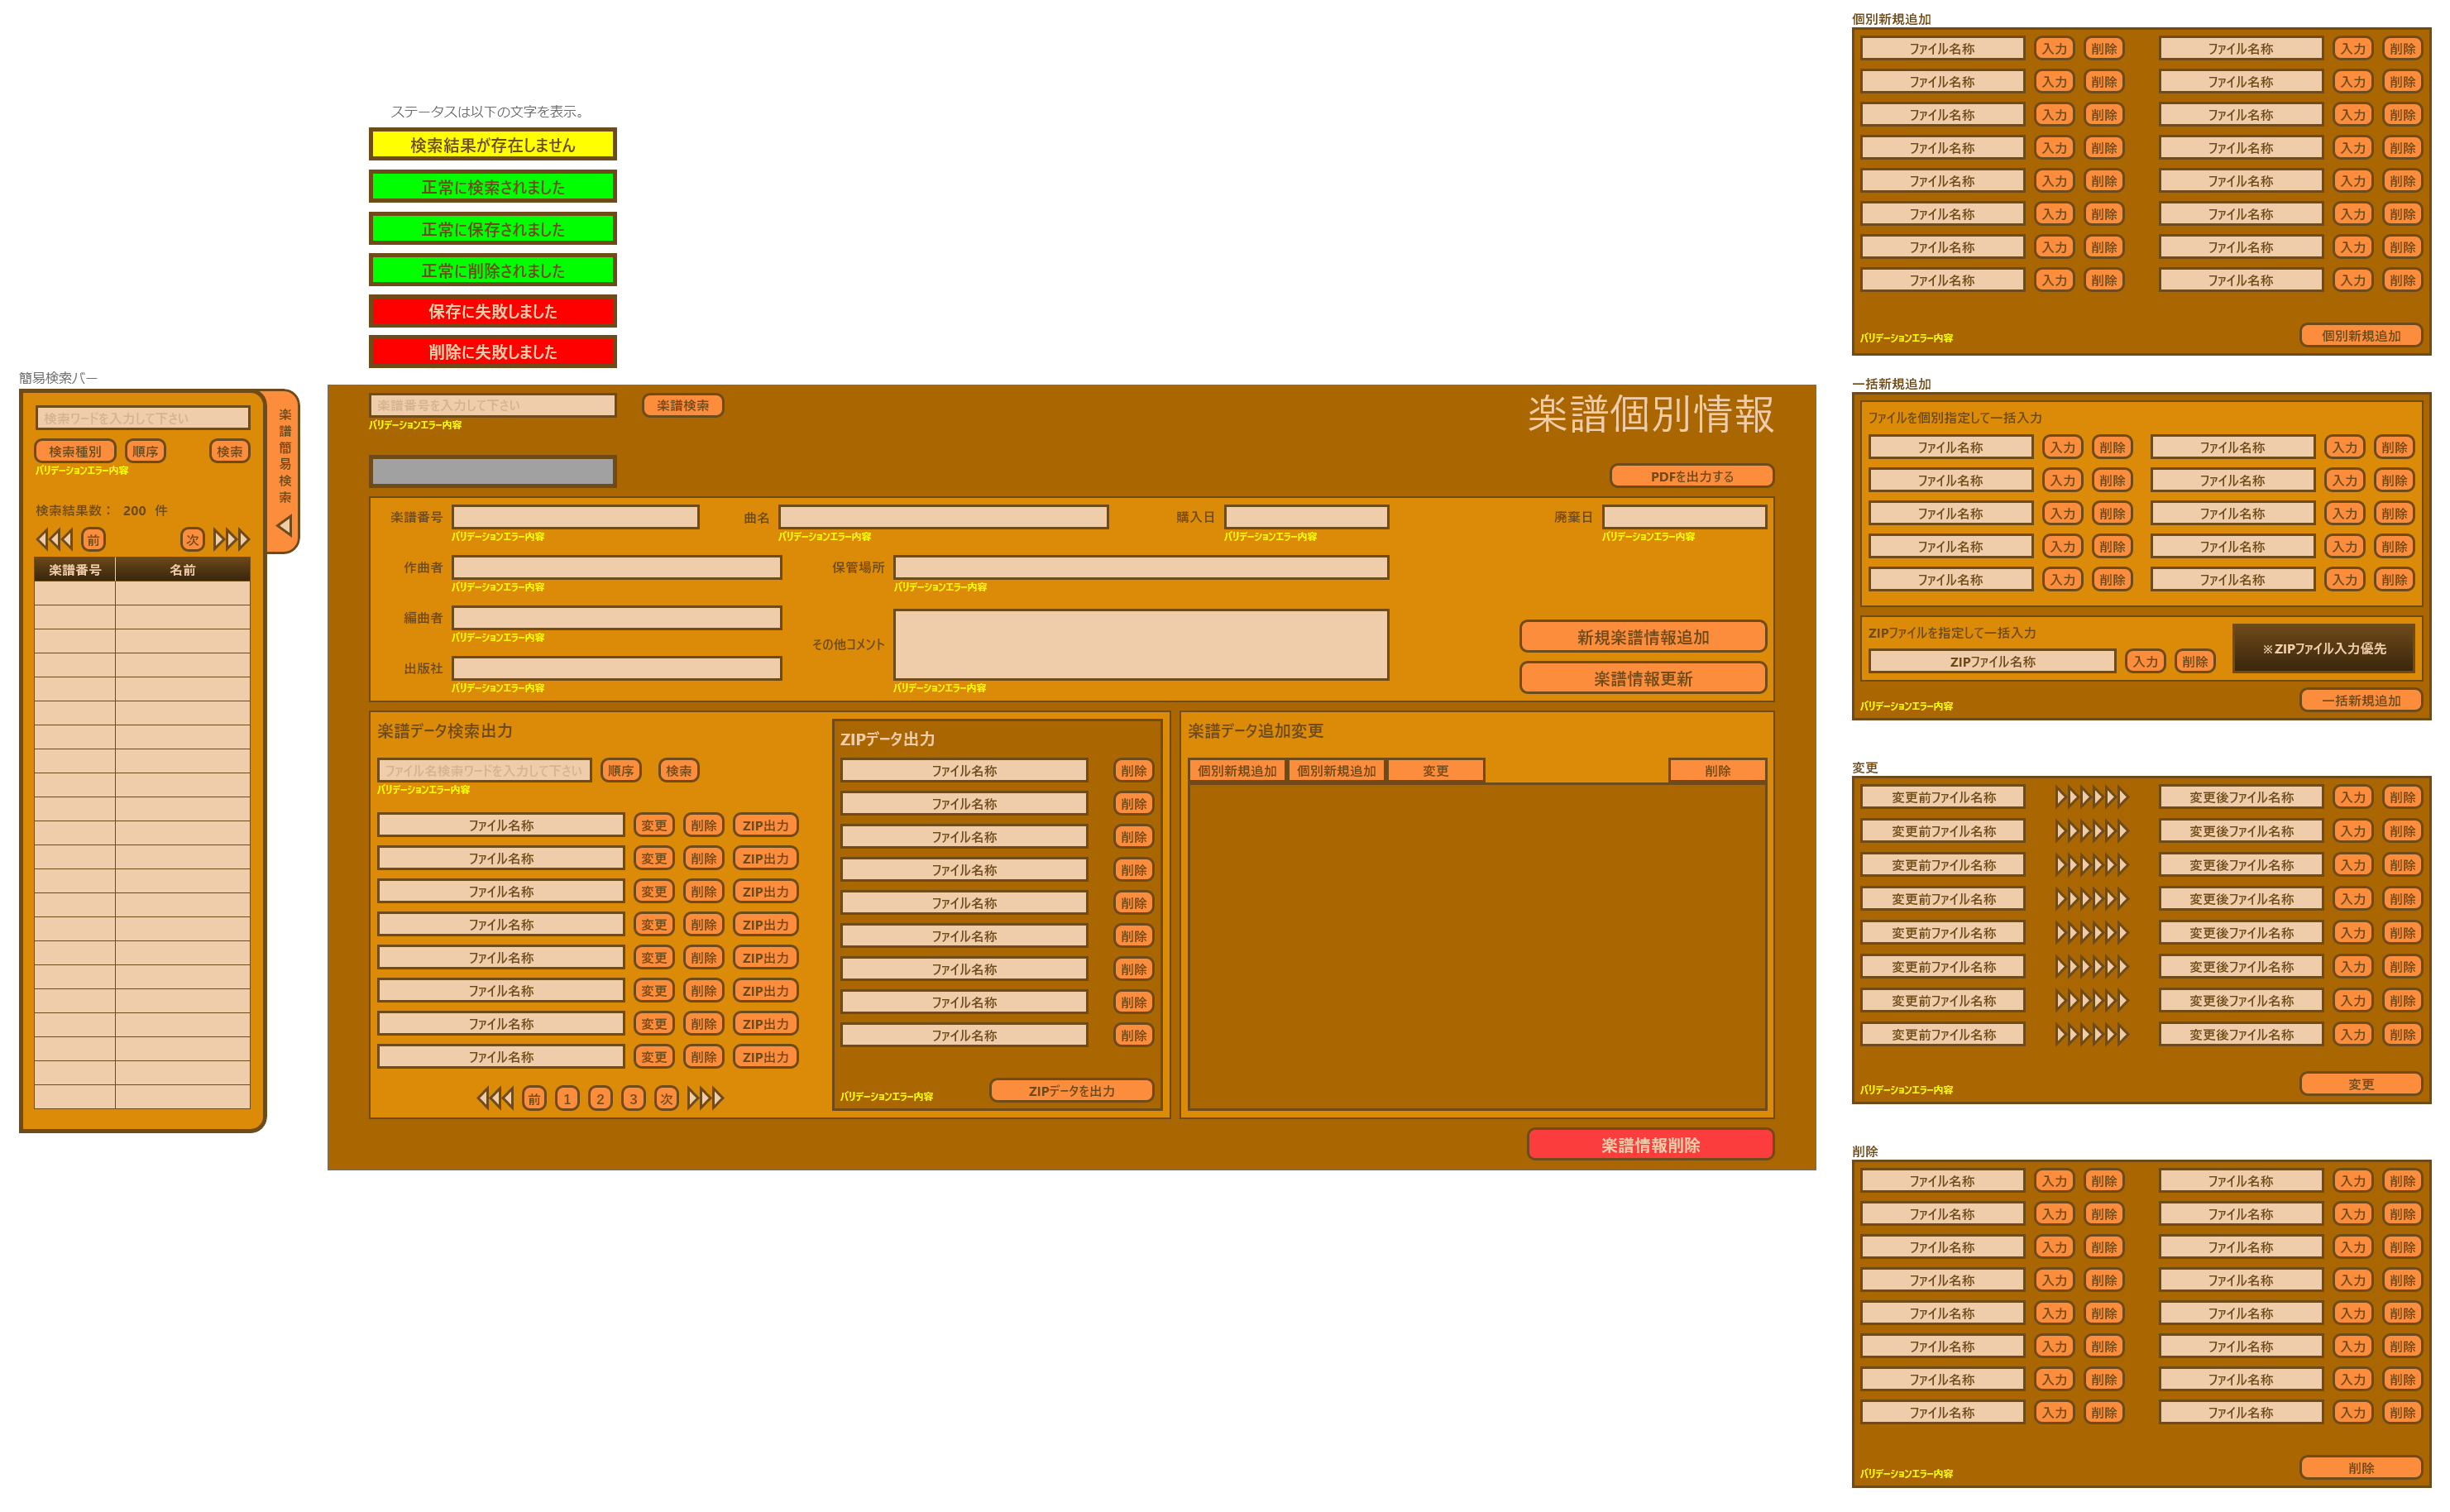 ステータスは以下の文字を表示。
検索結果が存在しません
正常に検索されました
正常に保存されました
正常に削除されました
保存に失敗しました
削除に失敗しました
簡易検索バー
検索ワードを入力して下さい
検索種別 順序 検索
バリデーションエラー内容
検索結果数： 200 件
前 次
楽譜番号 名前
楽譜簡易検索
楽譜番号を入力して下さい 楽譜検索
バリデーションエラー内容
楽譜個別情報
PDFを出力する
楽譜番号 曲名 購入日 廃棄日
バリデーションエラー内容 バリデーションエラー内容 バリデーションエラー内容 バリデーションエラー内容
作曲者 保管場所
バリデーションエラー内容 バリデーションエラー内容
編曲者
バリデーションエラー内容
その他コメント
新規楽譜情報追加
出版社
楽譜情報更新
バリデーションエラー内容 バリデーションエラー内容
楽譜データ検索出力
ファイル名検索ワードを入力して下さい 順序 検索
バリデーションエラー内容
ファイル名称 変更 削除 ZIP出力
ファイル名称 変更 削除 ZIP出力
ファイル名称 変更 削除 ZIP出力
ファイル名称 変更 削除 ZIP出力
ファイル名称 変更 削除 ZIP出力
ファイル名称 変更 削除 ZIP出力
ファイル名称 変更 削除 ZIP出力
ファイル名称 変更 削除 ZIP出力
前 1 2 3 次
ZIPデータ出力
ファイル名称 削除
ファイル名称 削除
ファイル名称 削除
ファイル名称 削除
ファイル名称 削除
ファイル名称 削除
ファイル名称 削除
ファイル名称 削除
ファイル名称 削除
バリデーションエラー内容 ZIPデータを出力
楽譜データ追加変更
個別新規追加 個別新規追加 変更 削除
楽譜情報削除
個別新規追加
ファイル名称 入力 削除 ファイル名称 入力 削除
ファイル名称 入力 削除 ファイル名称 入力 削除
ファイル名称 入力 削除 ファイル名称 入力 削除
ファイル名称 入力 削除 ファイル名称 入力 削除
ファイル名称 入力 削除 ファイル名称 入力 削除
ファイル名称 入力 削除 ファイル名称 入力 削除
ファイル名称 入力 削除 ファイル名称 入力 削除
ファイル名称 入力 削除 ファイル名称 入力 削除
バリデーションエラー内容 個別新規追加
一括新規追加
ファイルを個別指定して一括入力
ファイル名称 入力 削除 ファイル名称 入力 削除
ファイル名称 入力 削除 ファイル名称 入力 削除
ファイル名称 入力 削除 ファイル名称 入力 削除
ファイル名称 入力 削除 ファイル名称 入力 削除
ファイル名称 入力 削除 ファイル名称 入力 削除
ZIPファイルを指定して一括入力
ZIPファイル名称 入力 削除
※ZIPファイル入力優先
バリデーションエラー内容 一括新規追加
変更
変更前ファイル名称 変更後ファイル名称 入力 削除
変更前ファイル名称 変更後ファイル名称 入力 削除
変更前ファイル名称 変更後ファイル名称 入力 削除
変更前ファイル名称 変更後ファイル名称 入力 削除
変更前ファイル名称 変更後ファイル名称 入力 削除
変更前ファイル名称 変更後ファイル名称 入力 削除
変更前ファイル名称 変更後ファイル名称 入力 削除
変更前ファイル名称 変更後ファイル名称 入力 削除
バリデーションエラー内容 変更
削除
ファイル名称 入力 削除 ファイル名称 入力 削除
ファイル名称 入力 削除 ファイル名称 入力 削除
ファイル名称 入力 削除 ファイル名称 入力 削除
ファイル名称 入力 削除 ファイル名称 入力 削除
ファイル名称 入力 削除 ファイル名称 入力 削除
ファイル名称 入力 削除 ファイル名称 入力 削除
ファイル名称 入力 削除 ファイル名称 入力 削除
ファイル名称 入力 削除 ファイル名称 入力 削除
バリデーションエラー内容 削除